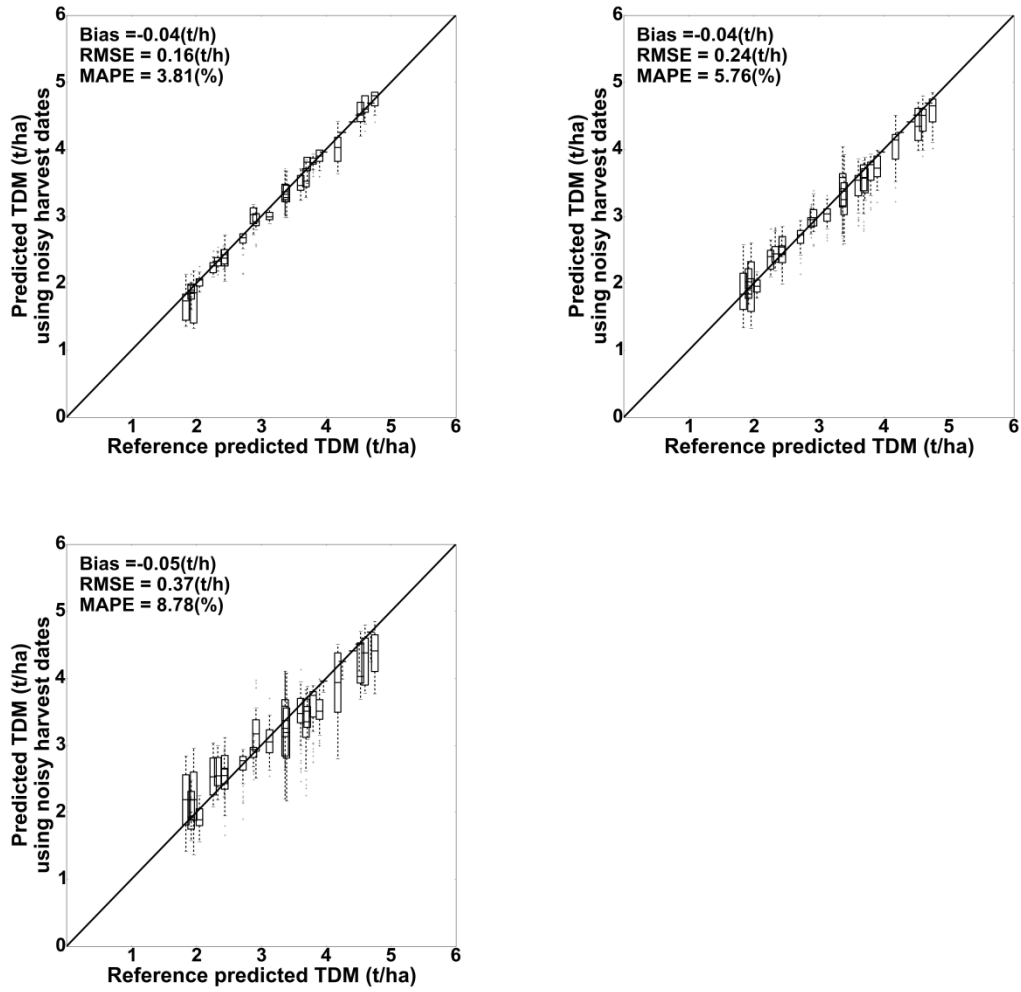 Bias =-0.04(t/h)
RMSE = 0.16(t/h)
MAPE = 3.81(%)
Predicted TDM (t/ha)
using noisy harvest dates
6
5
4
3
2
1
0
1 2 3 4 5 6
Reference predicted TDM (t/ha)
Bias =-0.04(t/h)
RMSE = 0.24(t/h)
MAPE = 5.76(%)
Predicted TDM (t/ha)
using noisy harvest dates
6
5
4
3
2
1
0
1 2 3 4 5 6
Reference predicted TDM (t/ha)
Bias =-0.05(t/h)
RMSE = 0.37(t/h)
MAPE = 8.78(%)
Predicted TDM (t/ha)
using noisy harvest dates
6
5
4
3
2
1
0
1 2 3 4 5 6
Reference predicted TDM (t/ha)